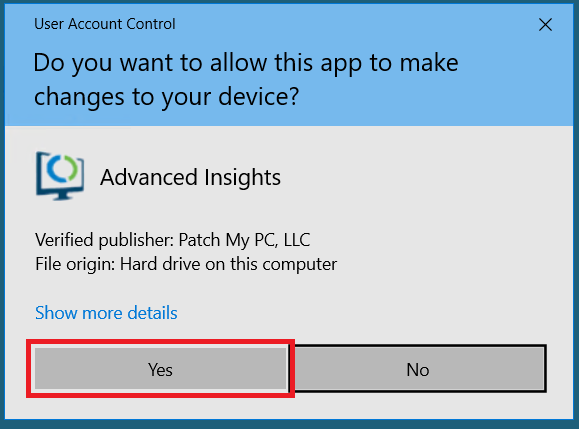 User Account Control
Do you want to allow this app to make
changes to your device?
Advanced Insights
Verified publisher: Patch My PC, LLC
File origin: Hard drive on this computer
Show more details
Yes
No